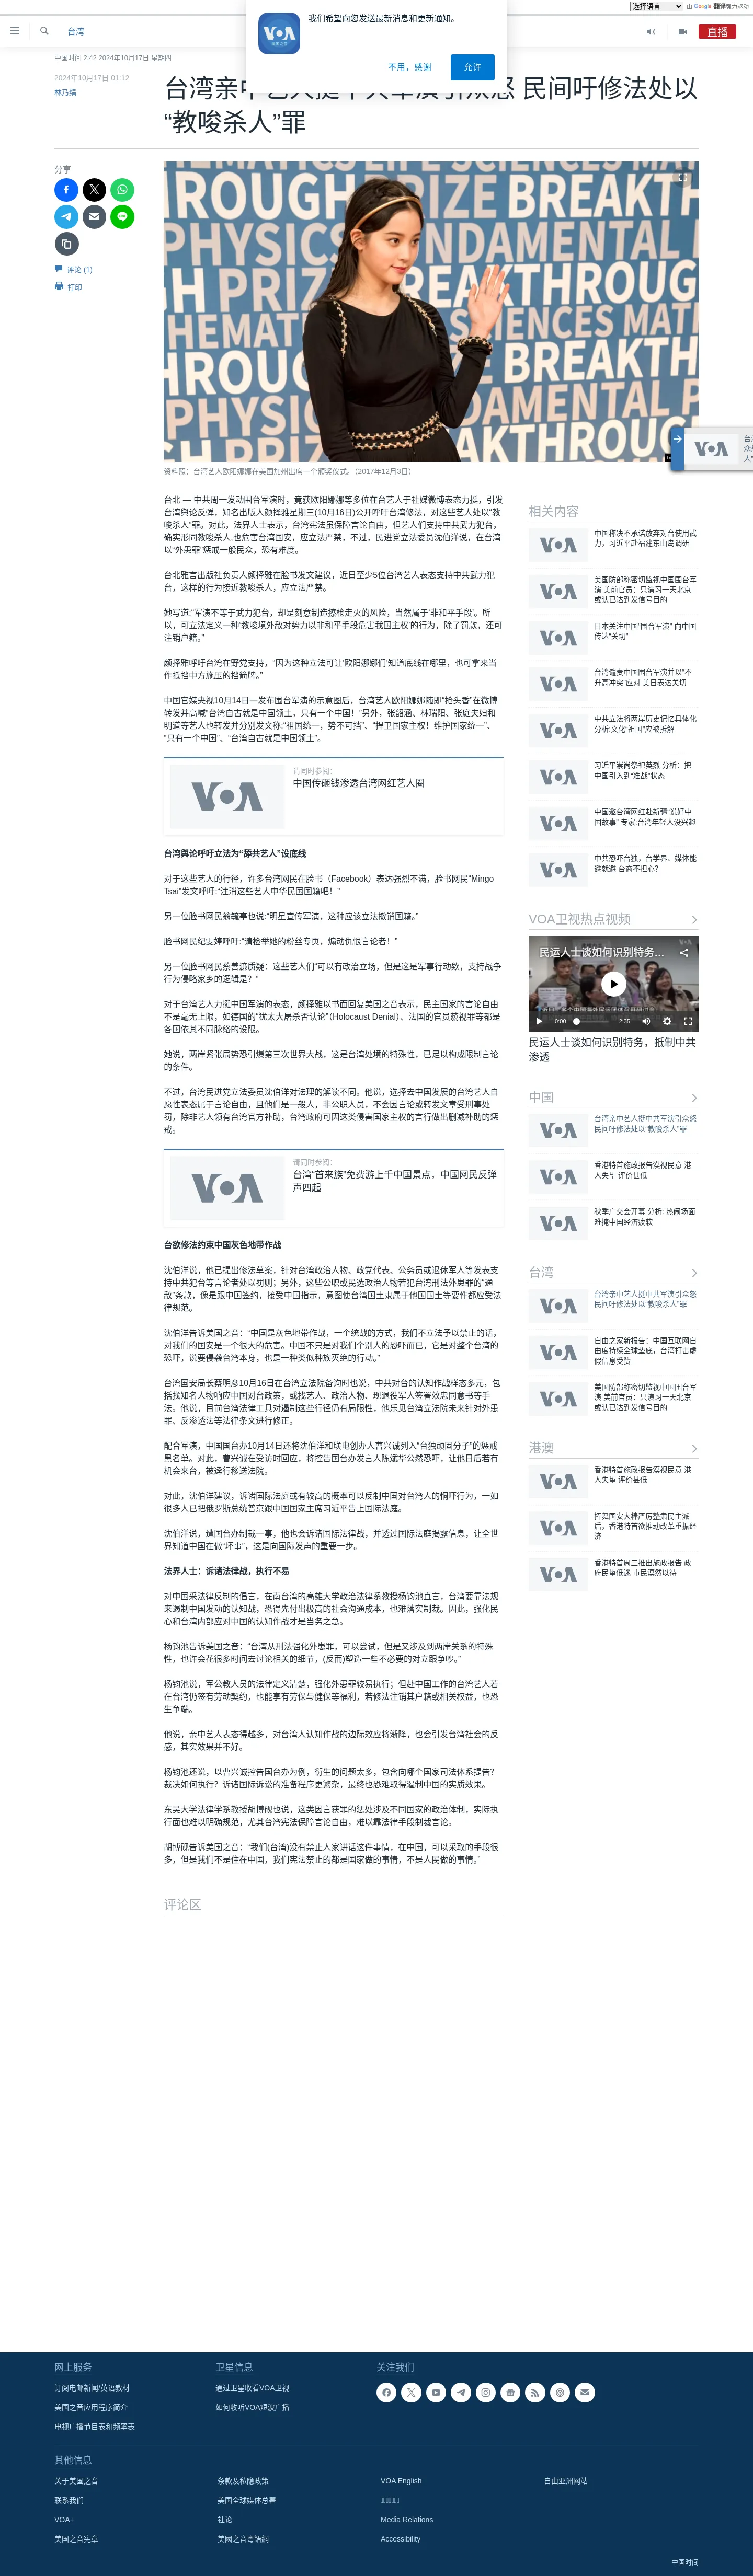 选择语言 由 Google 翻译强力驱动
我们希望向您发送最新消息和更新通知。
不用，感谢
允许
台湾
直播
中国时间 2:42 2024年10月17日 星期四
2024年10月17日 01:12
林乃绢
“教唆杀人”罪
分享
评论 (1)
打印
资料照：台湾艺人欧阳娜娜在美国加州出席一个颁奖仪式。（2017年12月3日）
台北 — 中共周一发动围台军演时，竟获欧阳娜娜等多位在台艺人于社媒微博表态力挺，引发
台湾舆论反弹，知名出版人颜择雅星期三(10月16日)公开呼吁台湾修法，对这些艺人处以“教
唆杀人”罪。对此，法界人士表示，台湾宪法虽保障言论自由，但艺人们支持中共武力犯台，
确实形同教唆杀人,也危害台湾国安，应立法严禁，不过，民进党立法委员沈伯洋说，在台湾
以“外患罪”惩戒一般民众，恐有难度。
台北雅言出版社负责人颜择雅在脸书发文建议，近日至少5位台湾艺人表态支持中共武力犯
台，这样的行为接近教唆杀人，应立法严禁。
她写道:“军演不等于武力犯台，却是刻意制造擦枪走火的风险，当然属于‘非和平手段’。所
以，可立法定义一种‘教唆境外敌对势力以非和平手段危害我国主权’的行为，除了罚款，还可
注销户籍。”
颜择雅呼吁台湾在野党支持，“因为这种立法可让‘欧阳娜娜们’知道底线在哪里，也可拿来当
作抵挡中方施压的挡箭牌。”
中国官媒央视10月14日一发布围台军演的示意图后，台湾艺人欧阳娜娜随即“抢头香”在微博
转发并高喊“台湾自古就是中国领土，只有一个中国！”另外，张韶涵、林瑞阳、张庭夫妇和
明道等艺人也转发并分别发文称:“祖国统一，势不可挡”、“捍卫国家主权！维护国家统一”、
“只有一个中国”、“台湾自古就是中国领土”。
请同时参阅:
中国传砸钱渗透台湾网红艺人圈
台湾舆论呼吁立法为“舔共艺人”设底线
对于这些艺人的行径，许多台湾网民在脸书（Facebook）表达强烈不满，脸书网民“Mingo
Tsai”发文呼吁:“注消这些艺人中华民国国籍吧！”
另一位脸书网民翁毓亭也说:“明星宣传军演，这种应该立法撤销国籍。”
脸书网民纪雯婷呼吁:“请检举她的粉丝专页，煽动仇恨言论者！”
另一位脸书网民蔡善濂质疑：这些艺人们“可以有政治立场，但是这是军事行动欸，支持战争
行为侵略家乡的逻辑是？”
对于台湾艺人力挺中国军演的表态，颜择雅以书面回复美国之音表示，民主国家的言论自由
不是毫无上限，如德国的“犹太大屠杀否认论”（Holocaust Denial）、法国的官员藐视罪等都是
各国依其不同脉络的设限。
她说，两岸紧张局势恐引爆第三次世界大战，这是台湾处境的特殊性，已足以构成限制言论
的条件。
不过，台湾民进党立法委员沈伯洋对法理的解读不同。他说，选择去中国发展的台湾艺人自
愿性表态属于言论自由，且他们是一般人，非公职人员，不会因言论或转发文章受刑事处
罚，除非艺人领有台湾官方补助，台湾政府可因这类侵害国家主权的言行做出删减补助的惩
戒。
请同时参阅:
台湾“首来族”免费游上千中国景点，中国网民反弹
声四起
台欲修法约束中国灰色地带作战
沈伯洋说，他已提出修法草案，针对台湾政治人物、政党代表、公务员或退休军人等发表支
持中共犯台等言论者处以罚则；另外，这些公职或民选政治人物若犯台湾刑法外患罪的“通
敌”条款，像是跟中国签约，接受中国指示，意图使台湾国土隶属于他国国土等要件都应受法
律规范。
沈伯洋告诉美国之音：“中国是灰色地带作战，一个统战的方式，我们不立法予以禁止的话，
对我们的国安是一个很大的危害。中国不只是对我们个别人的恐吓而已，它是对整个台湾的
恐吓，说要侵袭台湾本身，也是一种类似种族灭绝的行动。”
台湾国安局长蔡明彦10月16日在台湾立法院备询时也说，中共对台的认知作战样态多元，包
括找知名人物响应中国对台政策，或找艺人、政治人物、现退役军人签署效忠同意书等手
法。他说，目前台湾法律工具对遏制这些行径仍有局限性，他乐见台湾立法院未来针对外患
罪、反渗透法等法律条文进行修正。
配合军演，中国国台办10月14日还将沈伯洋和联电创办人曹兴诚列入“台独顽固分子”的惩戒
黑名单。对此，曹兴诚在受访时回应，将控告国台办发言人陈斌华公然恐吓，让他日后若有
机会来台，被迳行移送法院。
对此，沈伯洋建议，诉诸国际法庭或有较高的概率可以反制中国对台湾人的恫吓行为，一如
很多人已把俄罗斯总统普京跟中国国家主席习近平告上国际法庭。
沈伯洋说，遭国台办制裁一事，他也会诉诸国际法律战，并透过国际法庭揭露信息，让全世
界知道中国在做“坏事”，这是向国际发声的重要一步。
法界人士：诉诸法律战，执行不易
对中国采法律反制的倡言，在南台湾的高雄大学政治法律系教授杨钧池直言，台湾要靠法规
来遏制中国发动的认知战，恐得先付出极高的社会沟通成本，也难落实制裁。因此，强化民
心和台湾内部应对中国的认知作战才是当务之急。
杨钧池告诉美国之音：“台湾从刑法强化外患罪，可以尝试，但是又涉及到两岸关系的特殊
性，也许会花很多时间去讨论相关的细节，(反而)塑造一些不必要的对立跟争吵。”
杨钧池说，军公教人员的法律定义清楚，强化外患罪较易执行；但赴中国工作的台湾艺人若
在台湾仍签有劳动契约，也能享有劳保与健保等福利，若修法注销其户籍或相关权益，也恐
生争端。
他说，亲中艺人表态得越多，对台湾人认知作战的边际效应将渐降，也会引发台湾社会的反
感，其实效果并不好。
杨钧池还说，以曹兴诚控告国台办为例，衍生的问题太多，包含向哪个国家司法体系提告？
裁决如何执行？诉诸国际诉讼的准备程序更繁杂，最终也恐难取得遏制中国的实质效果。
东吴大学法律学系教授胡博砚也说，这类因言获罪的惩处涉及不同国家的政治体制，实际执
行面也难以明确规范，尤其台湾宪法保障言论自由，难以靠法律手段制裁言论。
胡博砚告诉美国之音：“我们(台湾)没有禁止人家讲话这件事情，在中国，可以采取的手段很
多，但是我们不是住在中国，我们宪法禁止的都是国家做的事情，不是人民做的事情。”
评论区
相关内容
中国称决不承诺放弃对台使用武
力，习近平赴福建东山岛调研
美国防部称密切监视中国围台军
演 美前官员：只演习一天北京
或认已达到发信号目的
日本关注中国“围台军演” 向中国
传达“关切”
台湾谴责中国围台军演并以“不
升高冲突”应对 美日表达关切
中共立法将两岸历史记忆具体化
分析:文化“祖国”应被拆解
习近平崇尚祭祀英烈 分析：把
中国引入到“准战”状态
中国邀台湾网红赴新疆“说好中
国故事” 专家:台湾年轻人没兴趣
中共恐吓台独，台学界、媒体能
避就避 台商不担心?
VOA卫视热点视频
民运人士谈如何识别特务...
0:00
2:35
民运人士谈如何识别特务，抵制中共
渗透
中国
台湾亲中艺人挺中共军演引众怒
民间吁修法处以“教唆杀人”罪
香港特首施政报告漠视民意 港
人失望 评价甚低
秋季广交会开幕 分析: 热闹场面
难掩中国经济疲软
台湾
台湾亲中艺人挺中共军演引众怒
民间吁修法处以“教唆杀人”罪
自由之家新报告：中国互联网自
由度持续全球垫底，台湾打击虚
假信息受赞
美国防部称密切监视中国围台军
演 美前官员：只演习一天北京
或认已达到发信号目的
港澳
香港特首施政报告漠视民意 港
人失望 评价甚低
挥舞国安大棒严厉整肃民主派
后，香港特首欲推动改革重振经
济
香港特首周三推出施政报告 政
府民望低迷 市民漠然以待
网上服务
订阅电邮新闻/英语教材
美国之音应用程序简介
电视广播节目表和频率表
卫星信息
通过卫星收看VOA卫视
如何收听VOA短波广播
关注我们
其他信息
关于美国之音
联系我们
VOA+
美国之音宪章
条款及私隐政策
美国全球媒体总署
社论
美國之音粵語網
VOA English
Media Relations
Accessibility
自由亚洲网站
中国时间